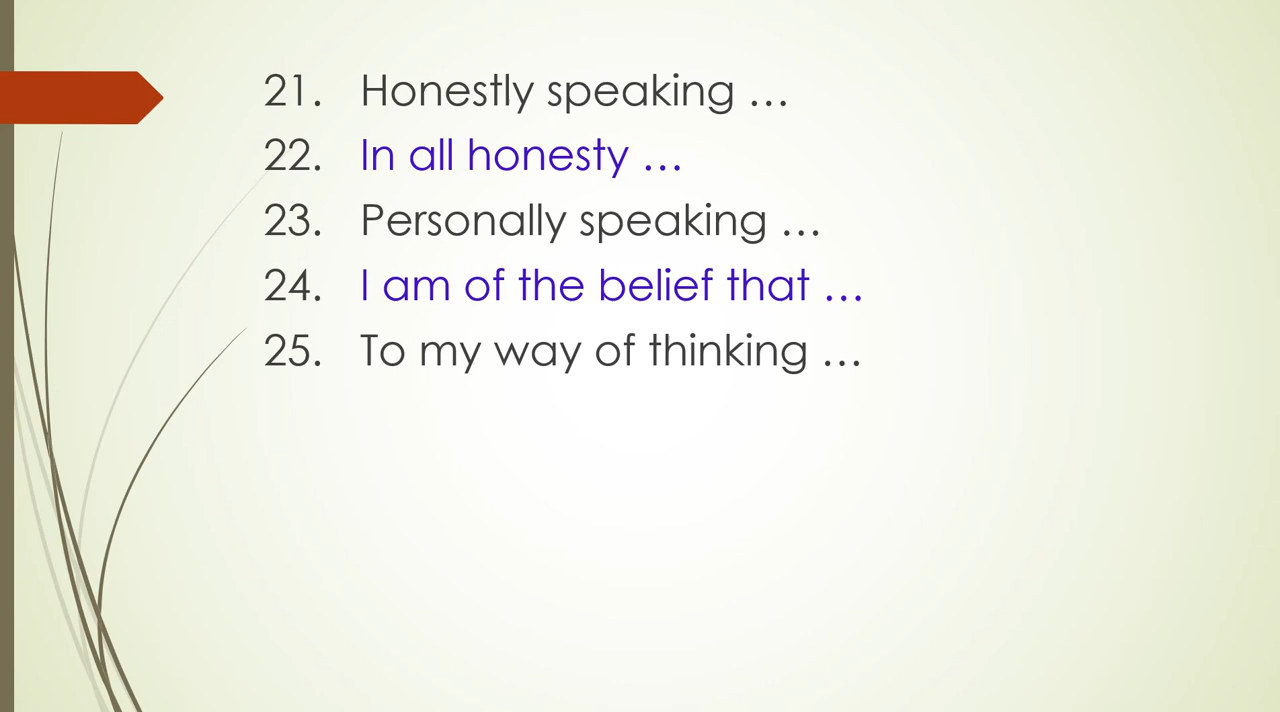 21. Honestly speaking …
22. In all honesty …
23. Personally speaking …
24. I am of the belief that …
25. To my way of thinking …